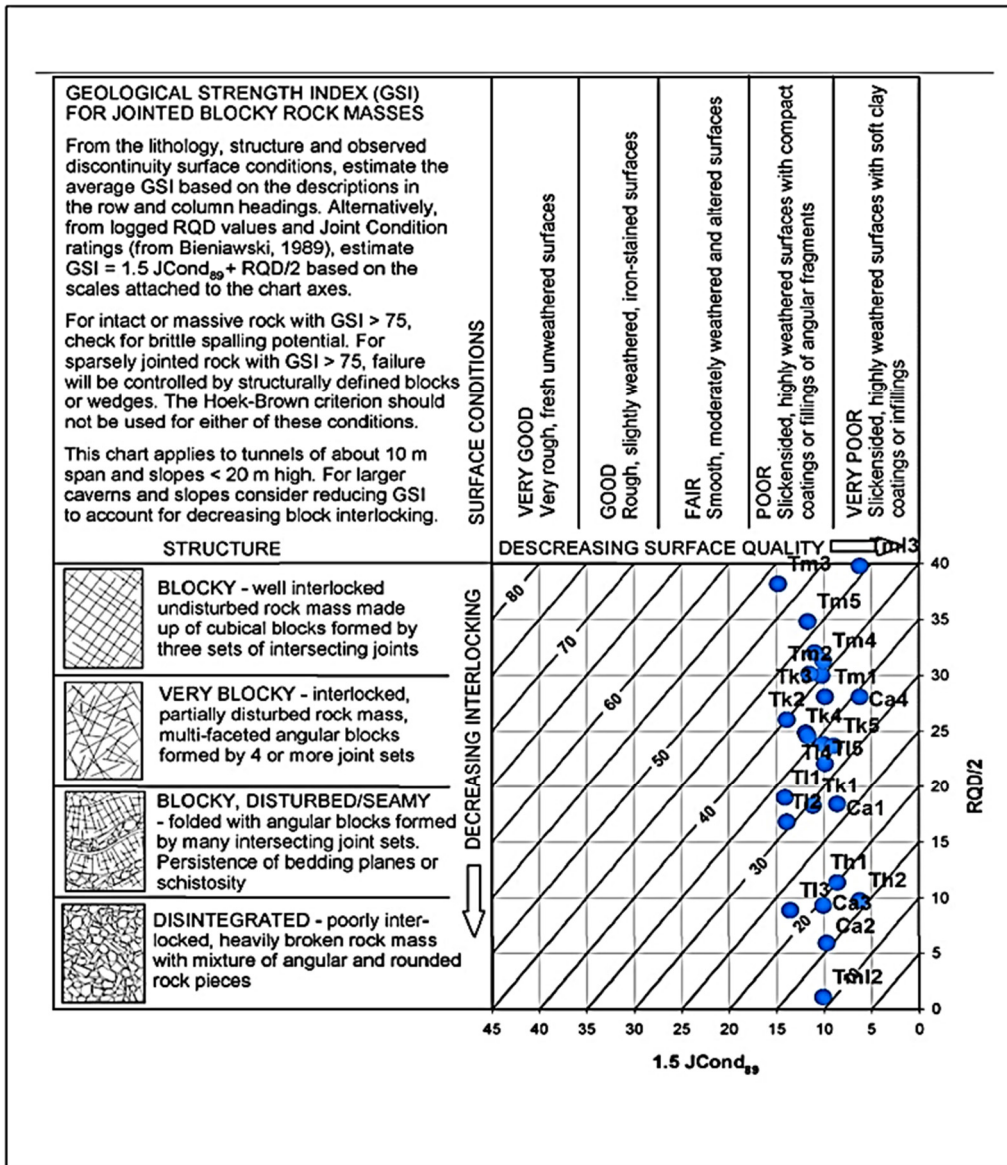 GEOLOGICAL STRENGTH INDEX (GSI)
FOR JOINTED BLOCKY ROCK MASSES
From the lithology, structure and observed
discontinuity surface conditions, estimate the
average GSI based on the descriptions in
the row and column headings. Alternatively,
from logged RQD values and Joint Condition
ratings (from Bieniawski, 1989), estimate
GSI = 1.5 JCond89 + RQD/2 based on the
scales attached to the chart axes.
For intact or massive rock with GSI > 75,
check for brittle spalling potential. For
sparsely jointed rock with GSI > 75, failure
will be controlled by structurally defined blocks
or wedges. The Hoek-Brown criterion should
not be used for either of these conditions.
This chart applies to tunnels of about 10 m
span and slopes < 20 m high. For larger
caverns and slopes consider reducing GSI
to account for decreasing block interlocking.
SURFACE CONDITIONS
VERY GOOD
Very rough, fresh unweathered surfaces
GOOD
Rough, slightly weathered, iron-stained surfaces
FAIR
Smooth, moderately weathered and altered surfaces
POOR
Slickensided, highly weathered surfaces with compact
coatings or fillings of angular fragments
VERY POOR
Slickensided, highly weathered surfaces with soft clay
coatings or infillings
STRUCTURE
DESCREASING SURFACE QUALITY
BLOCKY - well interlocked
undisturbed rock mass made
up of cubical blocks formed by
three sets of intersecting joints
VERY BLOCKY - interlocked,
partially disturbed rock mass,
multi-faceted angular blocks
formed by 4 or more joint sets
BLOCKY, DISTURBED/SEAMY
- folded with angular blocks formed
by many intersecting joint sets.
Persistence of bedding planes or
schistosity
DISINTEGRATED - poorly inter-
locked, heavily broken rock mass
with mixture of angular and rounded
rock pieces
DECREASING INTERLOCKING
80
70
60
50
40
30
20
Tml3
Tm3
Tm5
Tm4
Tm2
Tk3
Tm1
Tk2
Ca4
Tk4
Tk5
Tl4
Tl5
Tl1
Tk1
Tl2
Ca1
Th1
Th2
Tl3
Ca3
Ca2
Tml2
40
35
30
25
20
15
10
5
0
RQD/2
45 40 35 30 25 20 15 10 5 0
1.5 JCond89